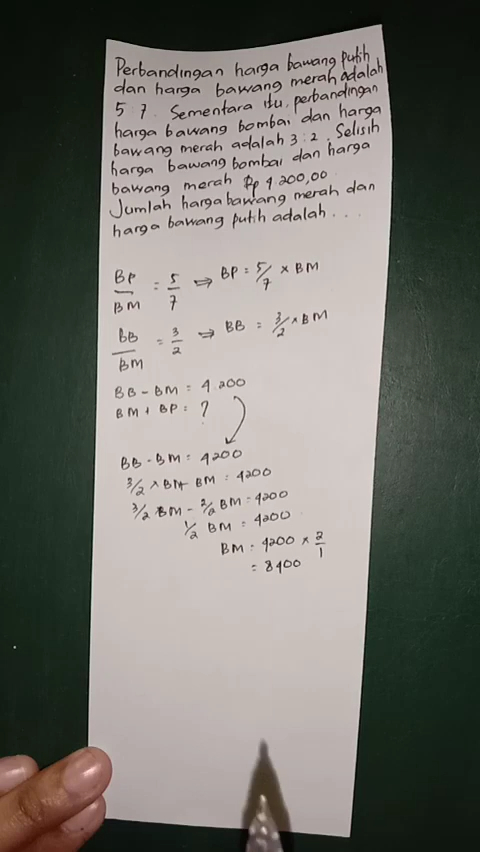 Perbandingan harga bawang putih
dan harga bawang merah adalah
5 : 7. Sementara itu, perbandingan
harga bawang bombai dan harga
bawang merah adalah 3 : 2. Selisih
harga bawang bombai dan harga
bawang merah Rp 4.200,00
Jumlah harga bawang merah dan
harga bawang putih adalah . . .
BP/BM = 5/7 ⇒ BP = 5/7 × BM
BB/BM = 3/2 ⇒ BB = 3/2 × BM
BB - BM = 4.200
BM + BP = ?
BB - BM = 4200
3/2 × BM - BM = 4200
3/2 BM - 2/2 BM = 4200
1/2 BM = 4200
BM = 4200 × 2/1
= 8400